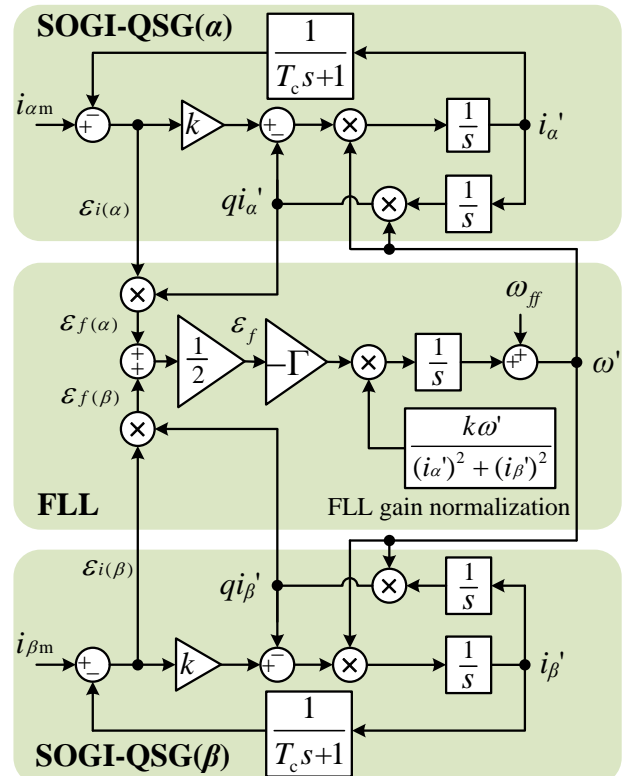 SOGI-QSG(α)
1
T_c s+1
i_αm
+ −
k
+ −
×
1
s
i_α'
ε_i(α)
qi_α'
×
1
s
×
ε_f(α)
+
+
1
2
ε_f
−Γ
×
1
s
ω_ff
+ +
ω'
ε_f(β)
×
kω'
(i_α')² + (i_β')²
FLL
FLL gain normalization
ε_i(β)
qi_β'
×
1
s
i_βm
+ −
k
+ −
×
1
s
i_β'
1
T_c s+1
SOGI-QSG(β)